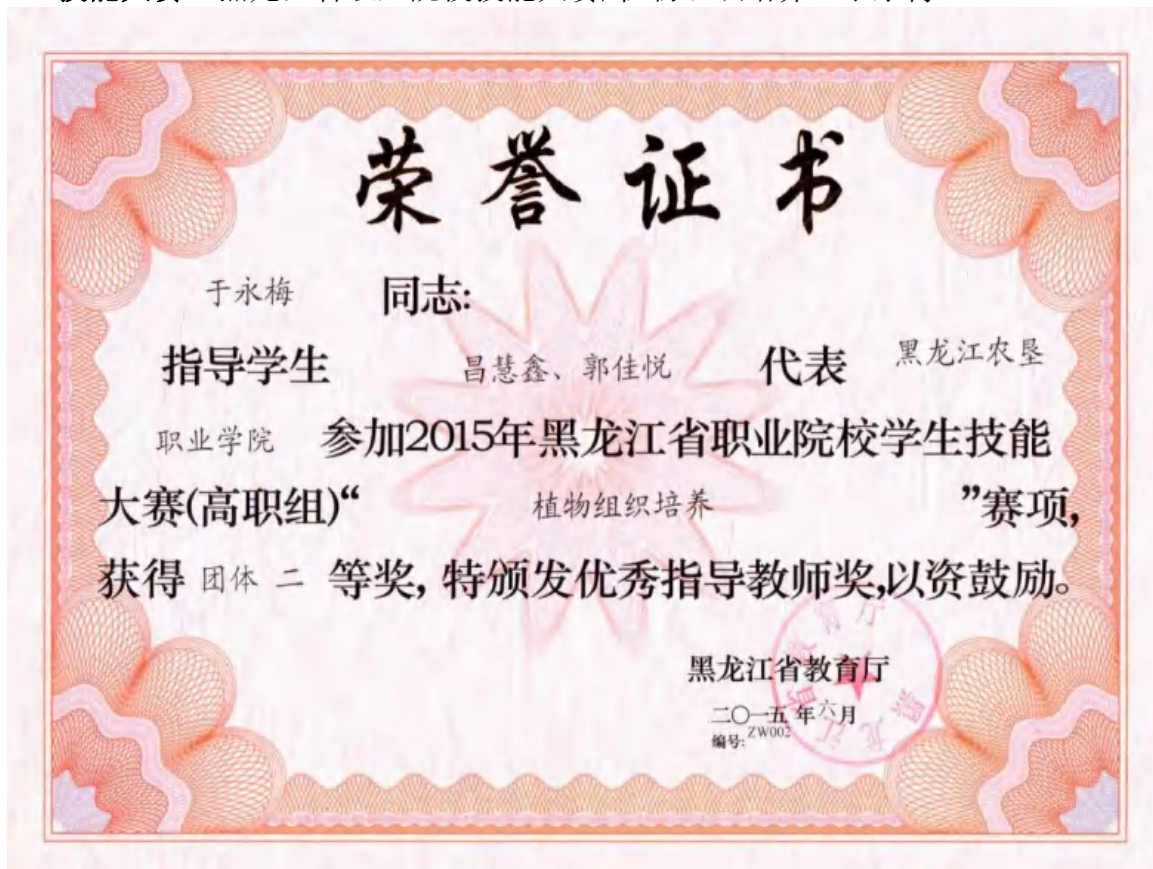 荣誉证书
于永梅 同志:
指导学生 昌慧鑫、郭佳悦 代表 黑龙江农垦
职业学院 参加2015年黑龙江省职业院校学生技能
大赛(高职组)“ 植物组织培养 ”赛项,
获得 团体 二 等奖, 特颁发优秀指导教师奖,以资鼓励。
黑龙江省教育厅
二〇一五年六月
编号: ZW002